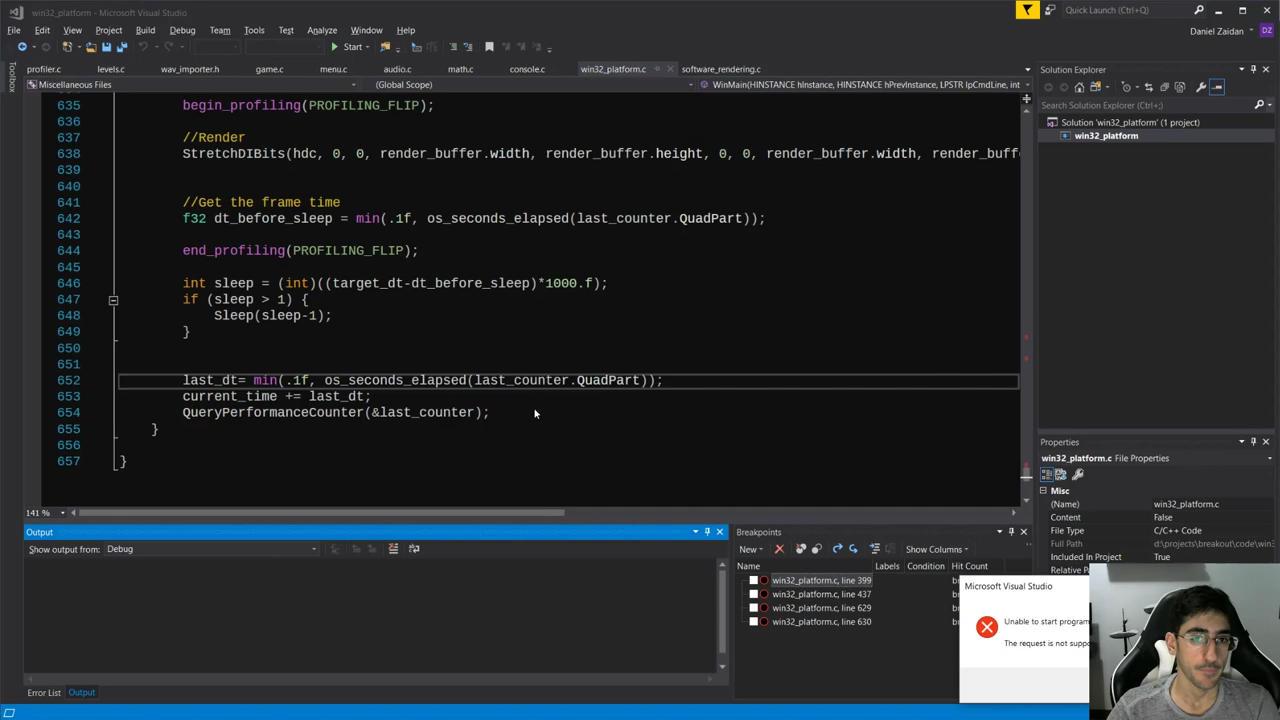 win32_platform - Microsoft Visual Studio
Quick Launch (Ctrl+;)
File Edit View Project Build Debug Team Tools Test Analyze Window Help
Daniel Zaidan DZ
Start
Toolbox
profiler.c levels.c wav_importer.h game.c menu.c audio.c math.c console.c win32_platform.c software_rendering.c
Miscellaneous Files (Global Scope) WinMain(HINSTANCE hInstance, HINSTANCE hPrevInstance, LPSTR lpCmdLine, int
635 begin_profiling(PROFILING_FLIP);
636
637 //Render
638 StretchDIBits(hdc, 0, 0, render_buffer.width, render_buffer.height, 0, 0, render_buffer.width, render_buffe
639
640
641 //Get the frame time
642 f32 dt_before_sleep = min(.1f, os_seconds_elapsed(last_counter.QuadPart));
643
644 end_profiling(PROFILING_FLIP);
645
646 int sleep = (int)((target_dt-dt_before_sleep)*1000.f);
647 if (sleep > 1) {
648 Sleep(sleep-1);
649 }
650
651
652 last_dt= min(.1f, os_seconds_elapsed(last_counter.QuadPart));
653 current_time += last_dt;
654 QueryPerformanceCounter(&last_counter);
655 }
656
657 }
141 %
Solution Explorer
Search Solution Explorer (Ctrl+;)
Solution 'win32_platform' (1 project)
win32_platform
Properties
win32_platform.c File Properties
Misc
(Name) win32_platform.c
Content False
File Type C/C++ Code
Full Path d:\projects\breakout\code\win3
Included In Project True
Relative Pa
Output
Show output from: Debug
Error List Output
Breakpoints
New Show Columns
Name Labels Condition Hit Count
win32_platform.c, line 399
win32_platform.c, line 437
win32_platform.c, line 629
win32_platform.c, line 630
Microsoft Visual Studio
Unable to start program
The request is not suppo